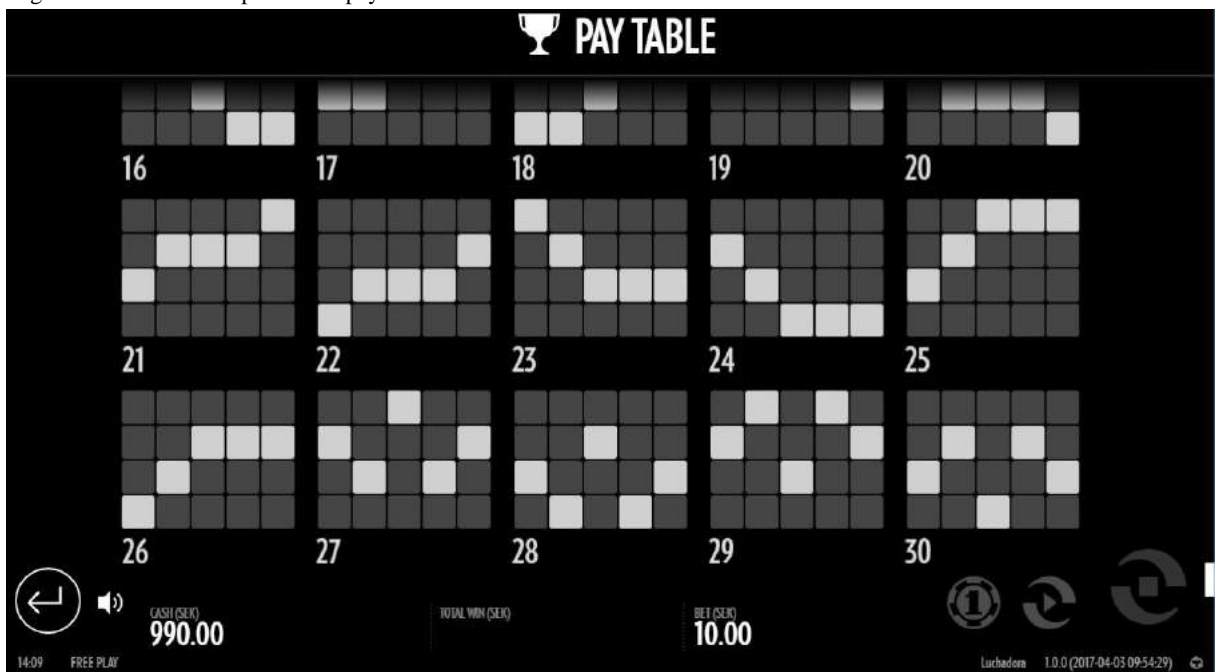 PAY TABLE
16 17 18 19 20
21 22 23 24 25
26 27 28 29 30
CASH (SEK) TOTAL WIN (SEK) BET (SEK)
990.00 10.00
14:09 FREE PLAY Luchadora 1.0.0 (2017-04-03 09:54:29)